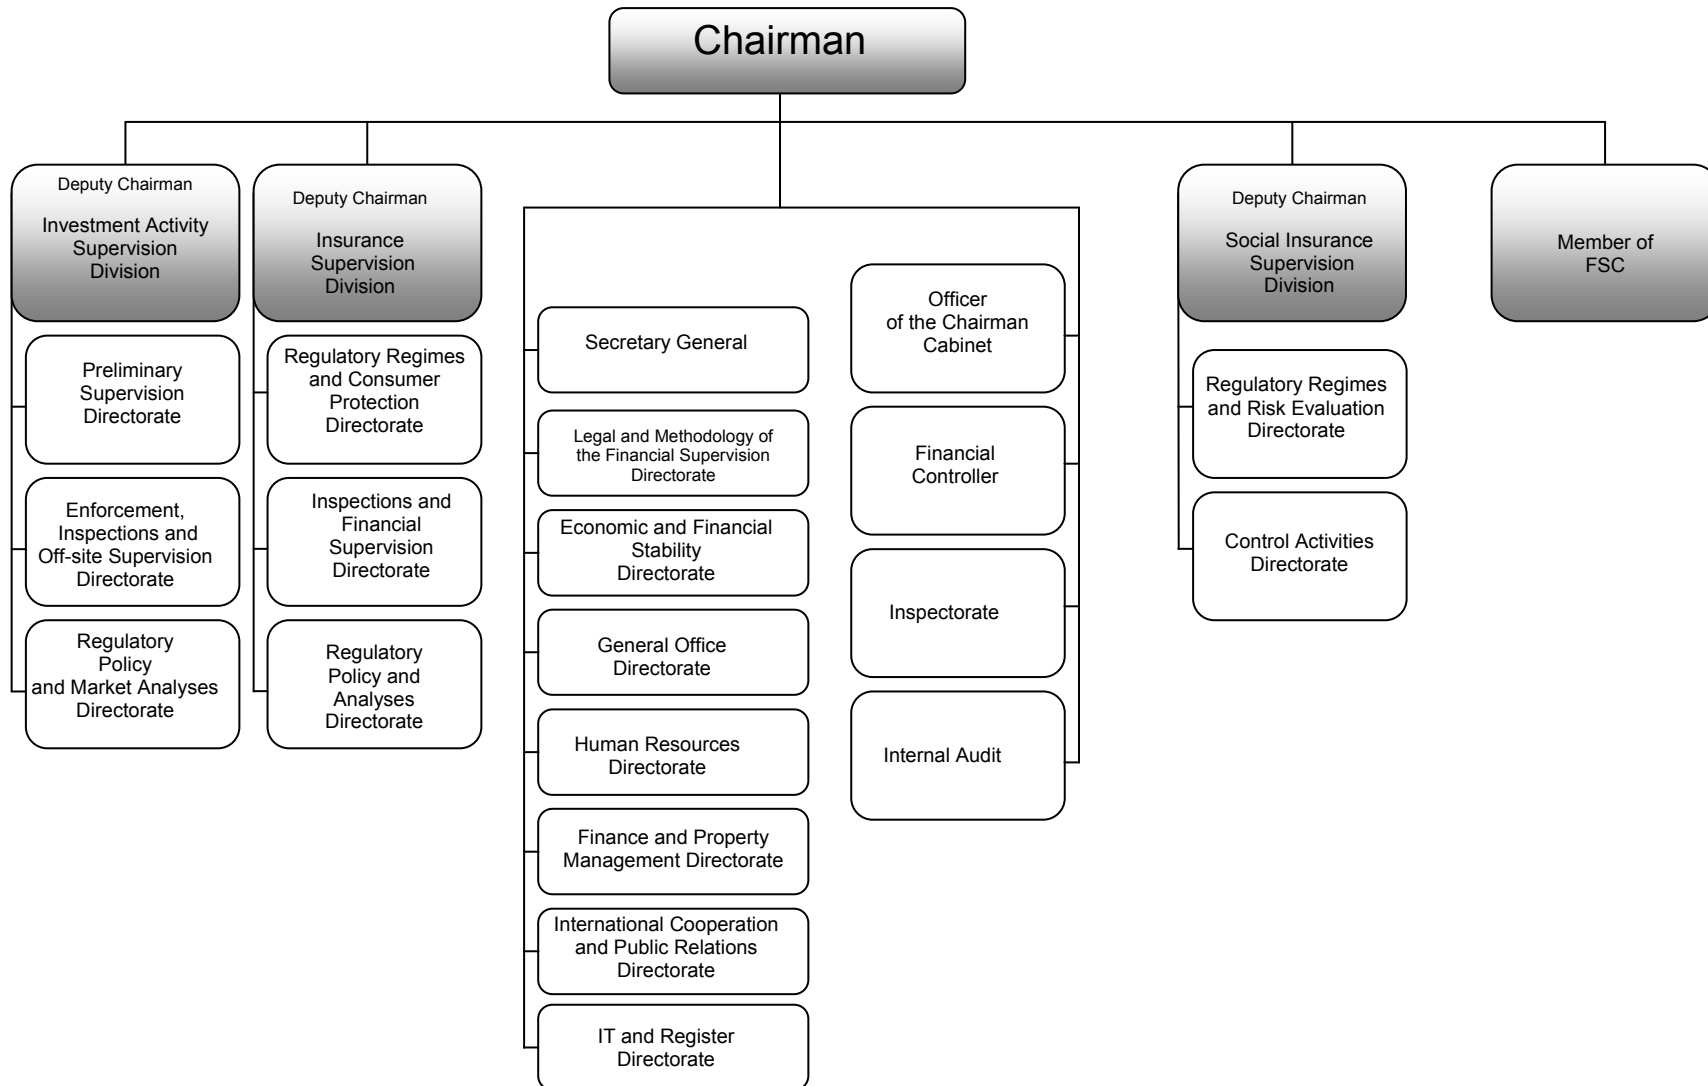 Chairman
Deputy Chairman
Investment Activity
Supervision
Division
Preliminary
Supervision
Directorate
Enforcement,
Inspections and
Off-site Supervision
Directorate
Regulatory
Policy
and Market Analyses
Directorate
Deputy Chairman
Insurance
Supervision
Division
Regulatory Regimes
and Consumer
Protection
Directorate
Inspections and
Financial
Supervision
Directorate
Regulatory
Policy and
Analyses
Directorate
Secretary General
Legal and Methodology of
the Financial Supervision
Directorate
Economic and Financial
Stability
Directorate
General Office
Directorate
Human Resources
Directorate
Finance and Property
Management Directorate
International Cooperation
and Public Relations
Directorate
IT and Register
Directorate
Officer
of the Chairman
Cabinet
Financial
Controller
Inspectorate
Internal Audit
Deputy Chairman
Social Insurance
Supervision
Division
Regulatory Regimes
and Risk Evaluation
Directorate
Control Activities
Directorate
Member of
FSC